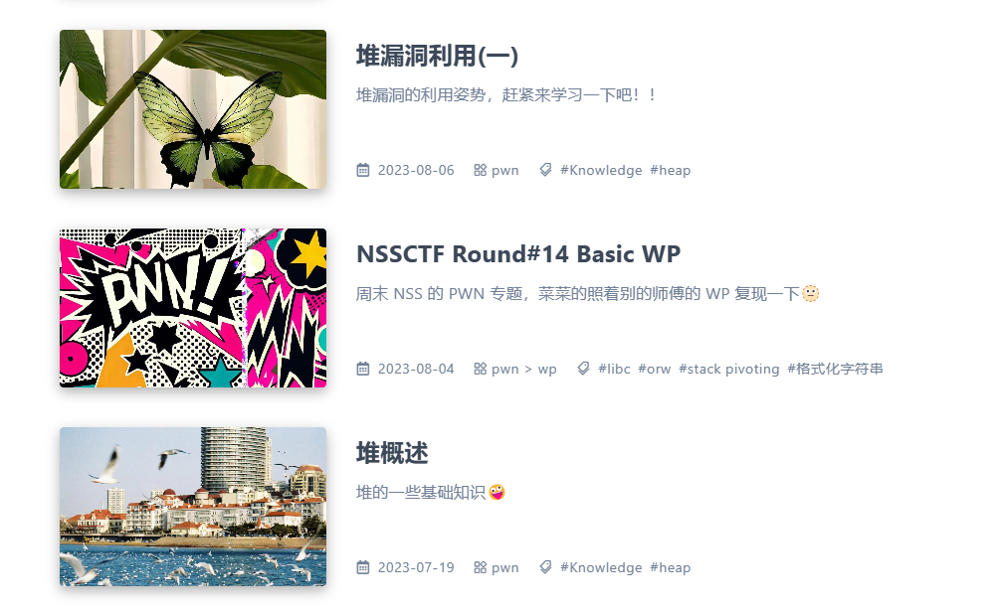 堆漏洞利用(一)
堆漏洞的利用姿势，赶紧来学习一下吧！！
2023-08-06 pwn #Knowledge #heap
PWN!!
NSSCTF Round#14 Basic WP
周末 NSS 的 PWN 专题，菜菜的照着别的师傅的 WP 复现一下🫠
2023-08-04 pwn > wp #libc #orw #stack pivoting #格式化字符串
堆概述
堆的一些基础知识🤪
2023-07-19 pwn #Knowledge #heap